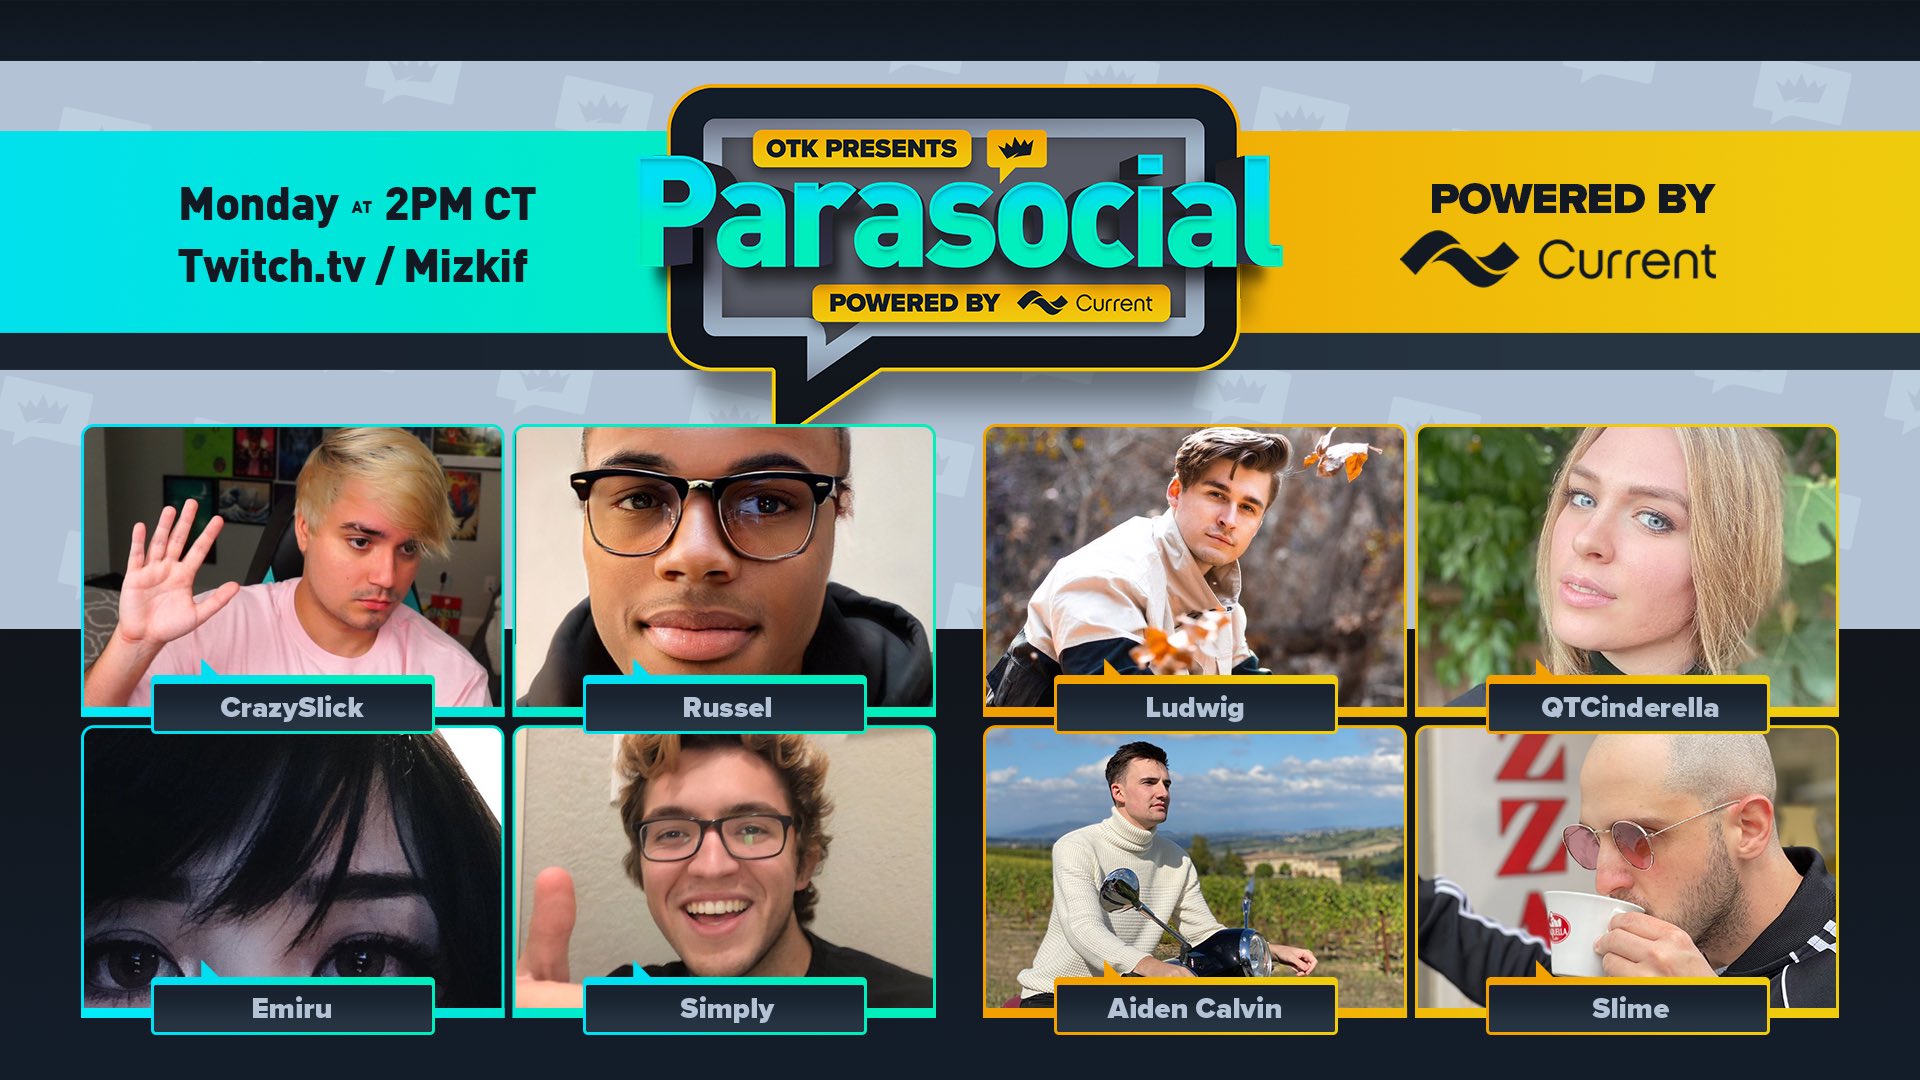 Monday AT 2PM CT
Twitch.tv / Mizkif
OTK PRESENTS
Parasocial
POWERED BY Current
POWERED BY
Current
CrazySlick
Russel
Ludwig
QTCinderella
ZZ
Emiru
Simply
Aiden Calvin
Slime